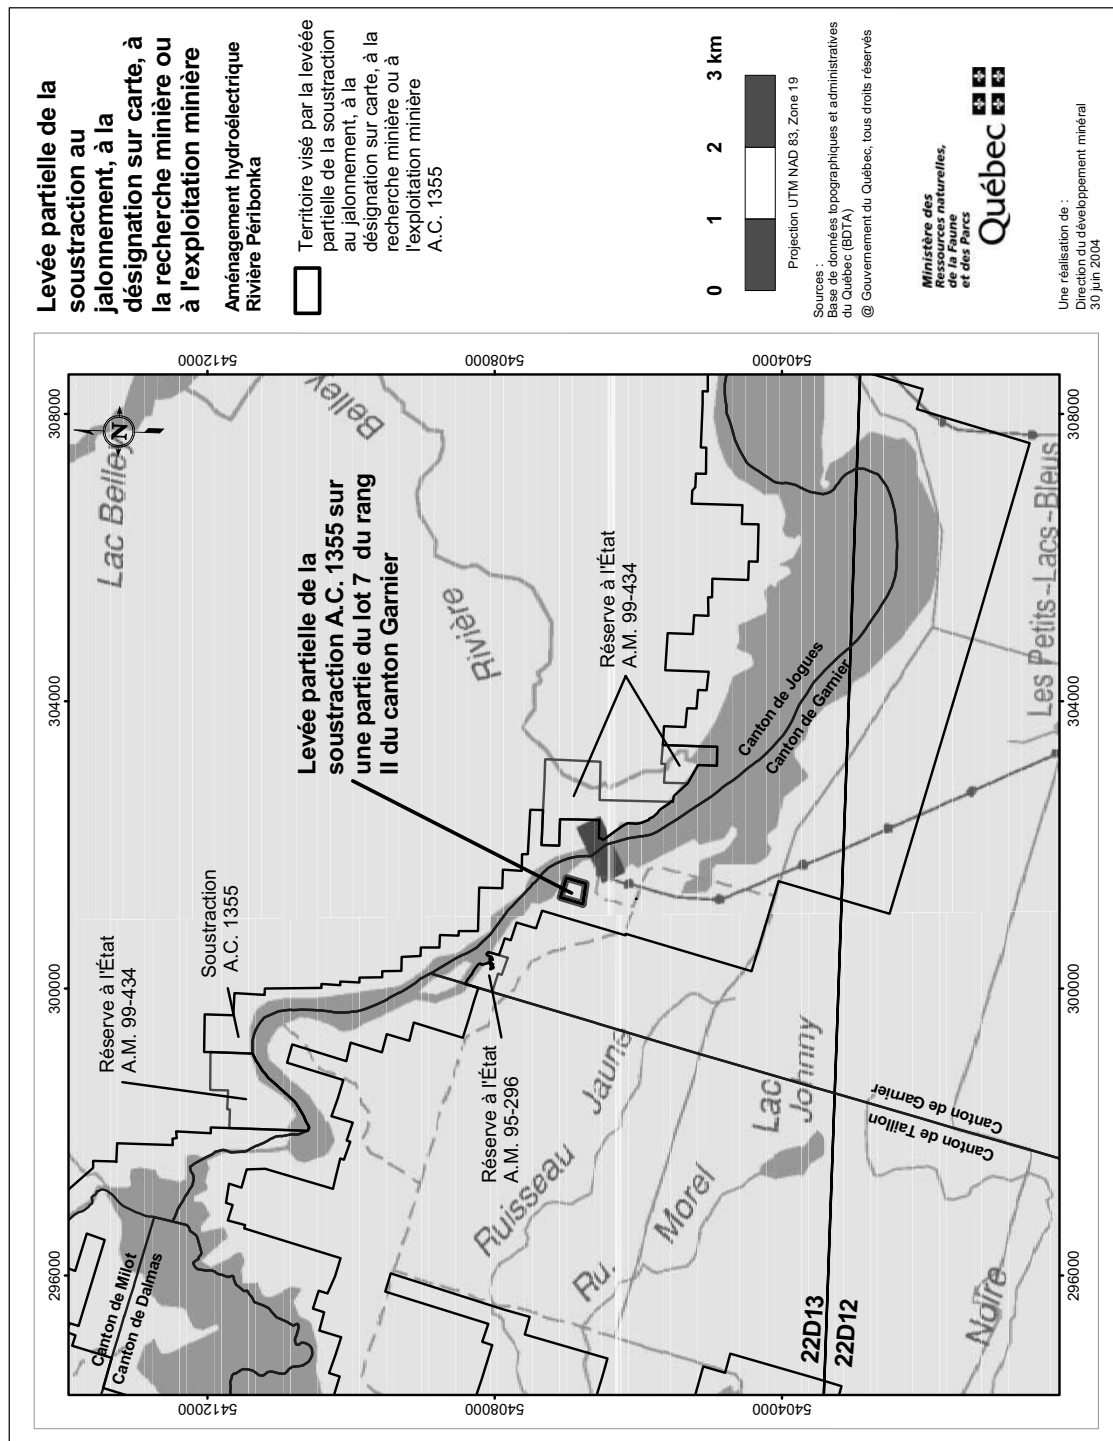 Levée partielle de la
soustraction au
jalonnement, à la
désignation sur carte, à
la recherche minière ou
à l'exploitation minière
Aménagement hydroélectrique
Rivière Péribonka
Territoire visé par la levéée
partielle de la soustraction
au jalonnement, à la
désignation sur carte, à la
recherche minière ou à
l'exploitation minière
A.C. 1355
0 1 2 3 km
Projection UTM NAD 83, Zone 19
Sources :
Base de données topographiques et administratives
du Québec (BDTA)
@ Gouvernement du Québec, tous droits réservés
Ministère des
Ressources naturelles,
de la Faune
et des Parcs
Québec
Une réalisation de :
Direction du développement minéral
30 juin 2004
296000 300000 304000 308000
5412000
5412000
5408000
5408000
5404000
5404000
296000 300000 304000 308000
N
Lac Belley
Rivière
Belley
Canton de Milot
Canton de Dalmas
Réserve à l'État
A.M. 99-434
Soustraction
A.C. 1355
Levée partielle de la
soustraction A.C. 1355 sur
une partie du lot 7 du rang
II du canton Garnier
Réserve à l'État
A.M. 99-434
Réserve à l'État
A.M. 95-296
Ruisseau Jaune
Ru. Morel
Lac
Johnny
Canton de Jogues
Canton de Garnier
Canton de Garnier
Canton de Taillon
22D13
22D12
Noire
Les Petits-Lacs-Bleus